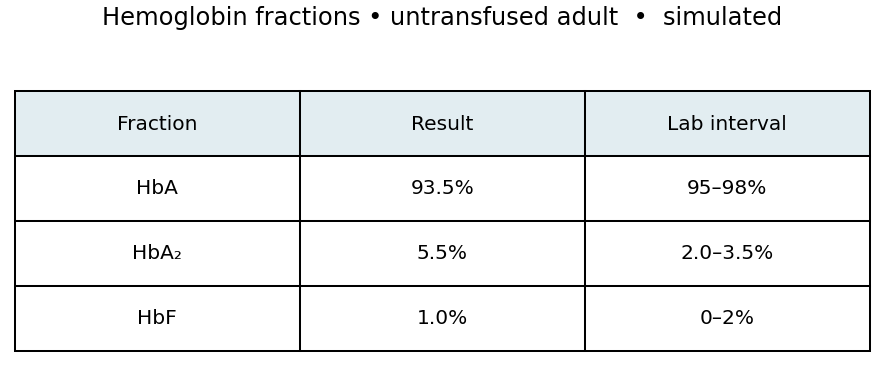 Hemoglobin fractions • untransfused adult • simulated
Fraction Result Lab interval
HbA 93.5% 95–98%
HbA₂ 5.5% 2.0–3.5%
HbF 1.0% 0–2%